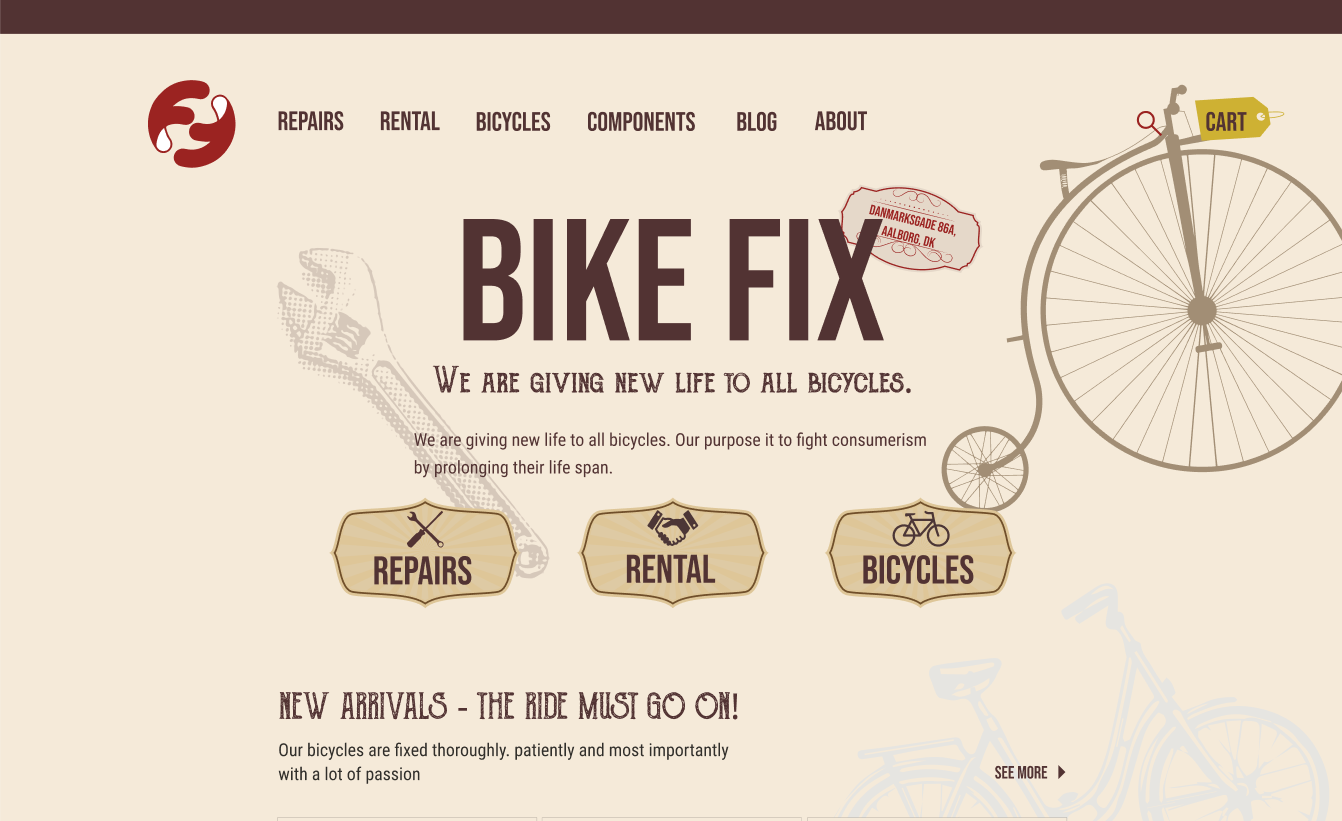 REPAIRS RENTAL BICYCLES COMPONENTS BLOG ABOUT CART
DANMARKSGADE 86A,
AALBORG, DK
BIKE FIX
WE ARE GIVING NEW LIFE TO ALL BICYCLES.
We are giving new life to all bicycles. Our purpose it to fight consumerism
by prolonging their life span.
REPAIRS RENTAL BICYCLES
NEW ARRIVALS - THE RIDE MUST GO ON!
Our bicycles are fixed thoroughly. patiently and most importantly
with a lot of passion
SEE MORE